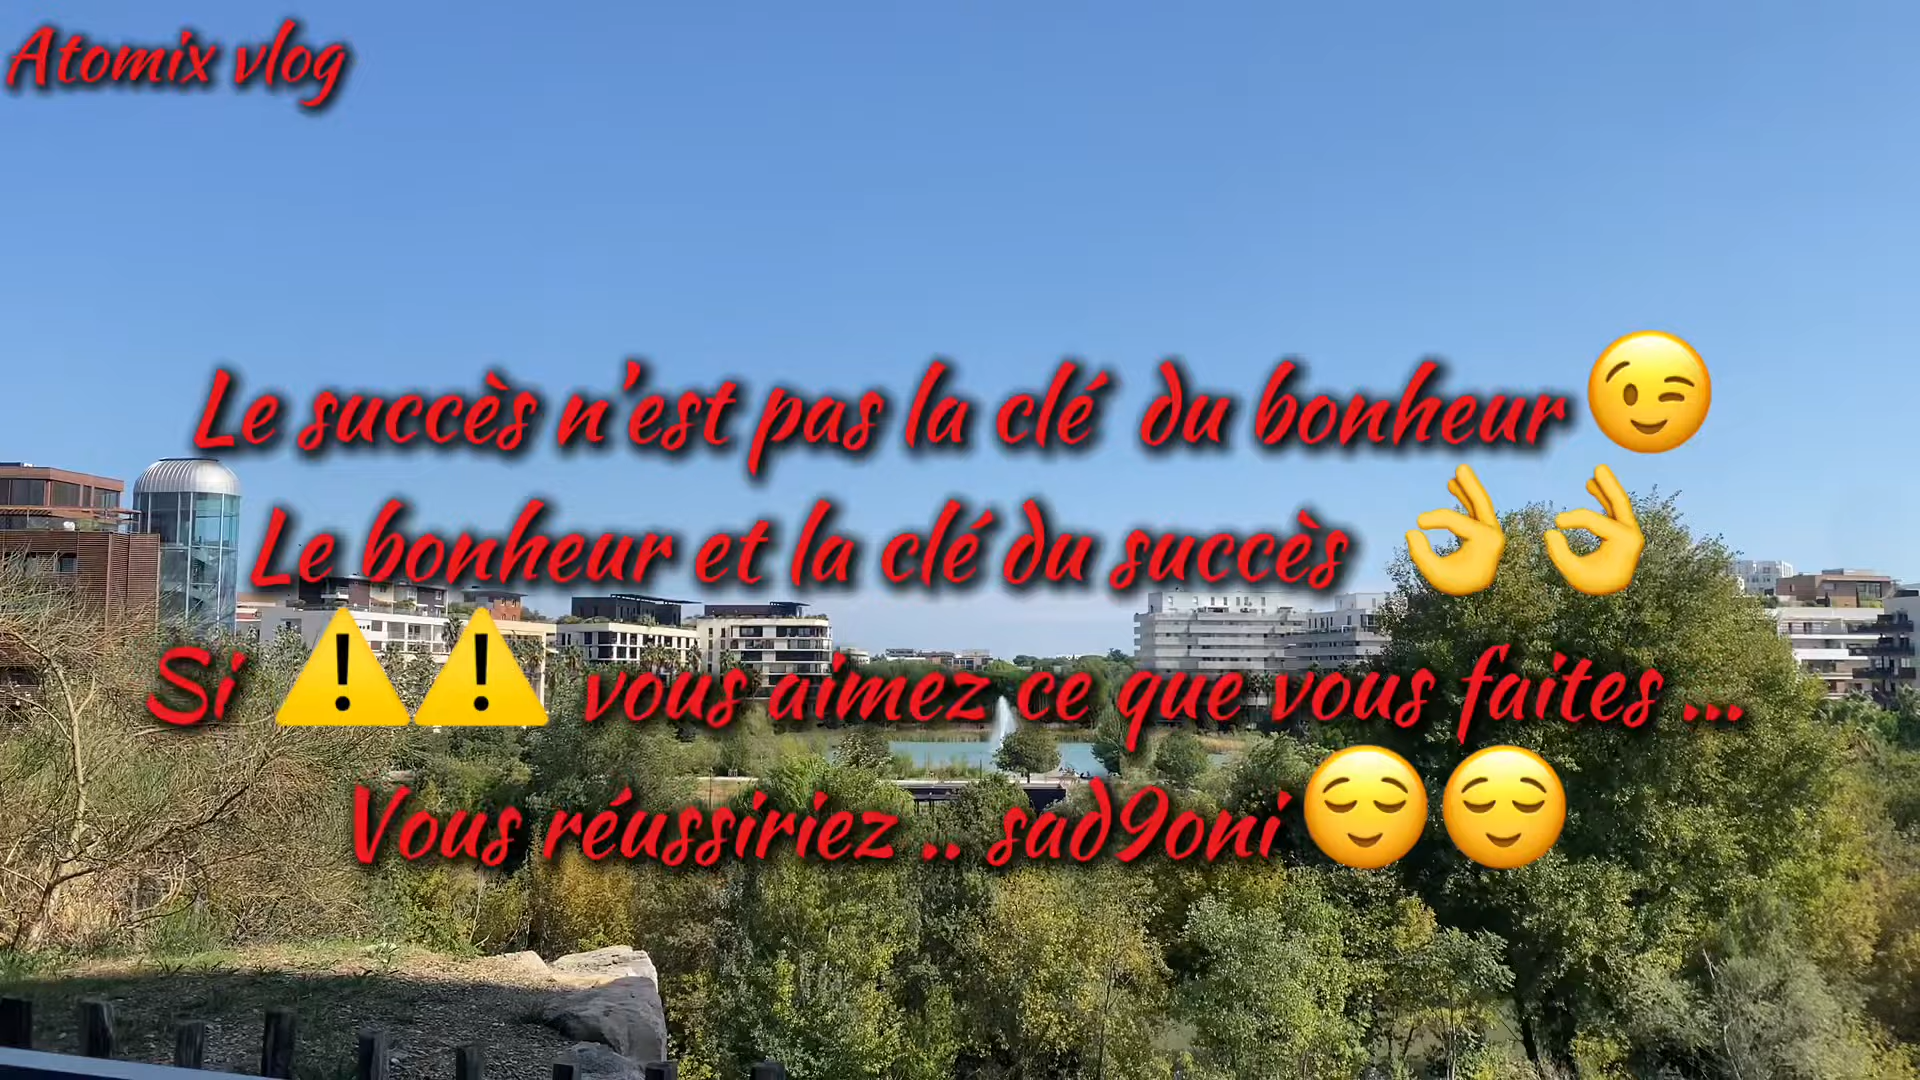 Atomix vlog
Le succès n'est pas la clé du bonheur 😉
Le bonheur et la clé du succès 👌👌
Si ⚠️⚠️ vous aimez ce que vous faites ...
Vous réussiriez .. sad9oni 😌😌